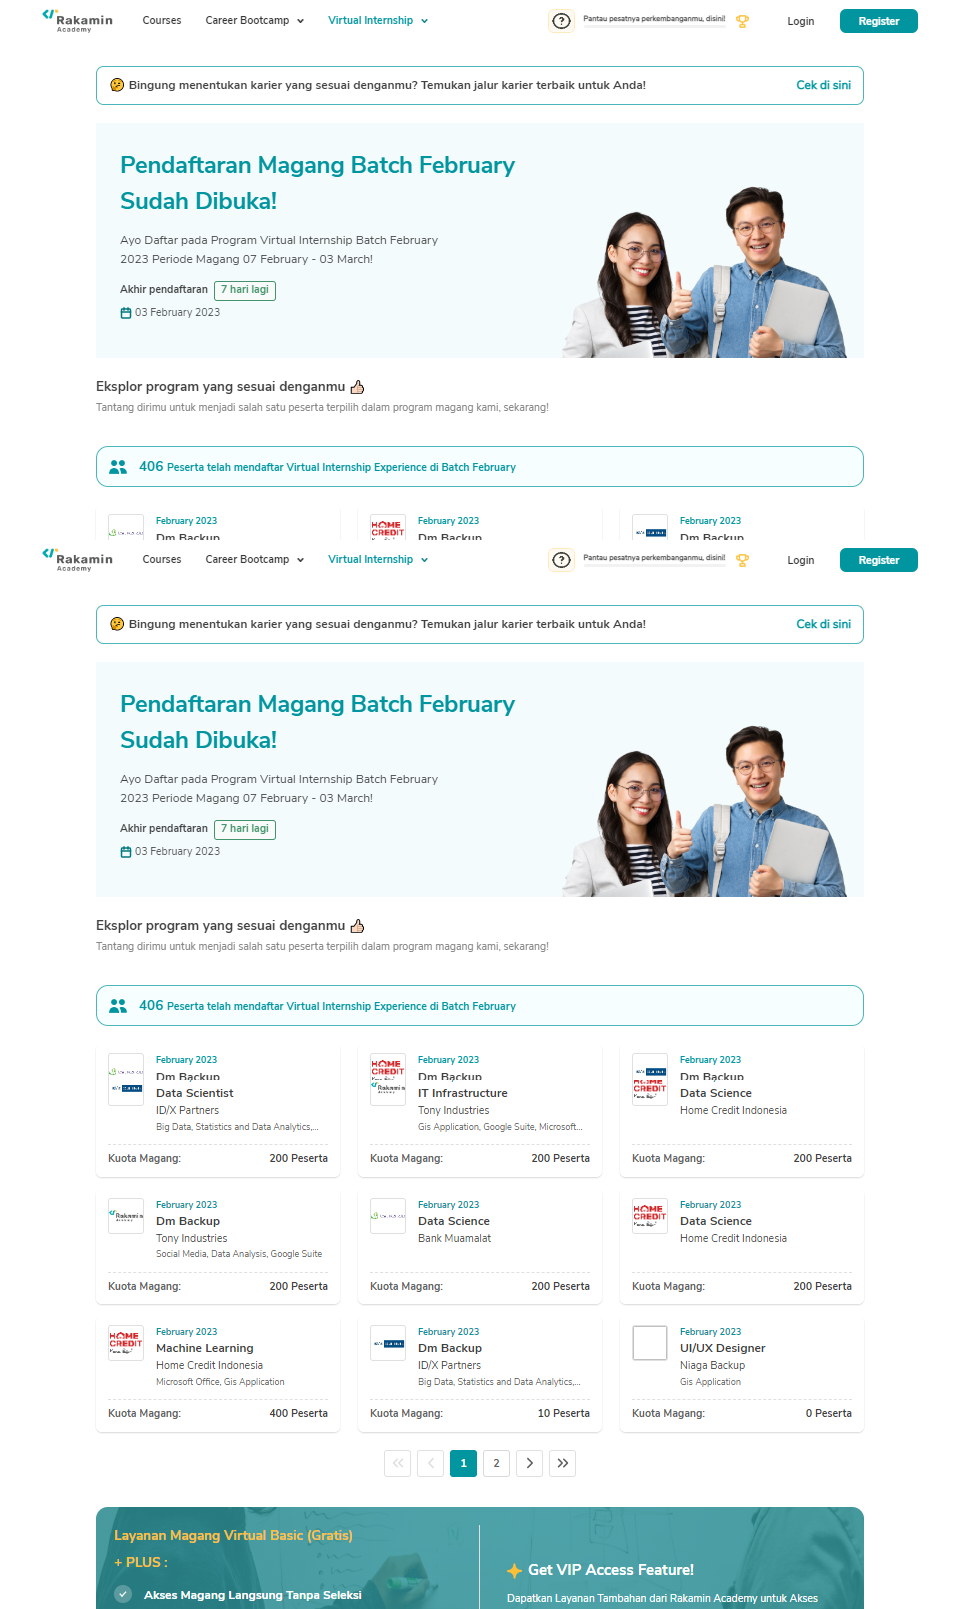 Rakamin
Academy
Courses
Career Bootcamp
Virtual Internship
Pantau pesatnya perkembanganmu, disini!
Login
Register
Bingung menentukan karier yang sesuai denganmu? Temukan jalur karier terbaik untuk Anda!
Cek di sini
Pendaftaran Magang Batch February
Sudah Dibuka!
Ayo Daftar pada Program Virtual Internship Batch February
2023 Periode Magang 07 February - 03 March!
Akhir pendaftaran
7 hari lagi
03 February 2023
Eksplor program yang sesuai denganmu
Tantang dirimu untuk menjadi salah satu peserta terpilih dalam program magang kami, sekarang!
406 Peserta telah mendaftar Virtual Internship Experience di Batch February
February 2023
Dm Backup
HOME
CREDIT
February 2023
Dm Backup
February 2023
Dm Backup
Rakamin
Academy
Courses
Career Bootcamp
Virtual Internship
Pantau pesatnya perkembanganmu, disini!
Login
Register
Bingung menentukan karier yang sesuai denganmu? Temukan jalur karier terbaik untuk Anda!
Cek di sini
Pendaftaran Magang Batch February
Sudah Dibuka!
Ayo Daftar pada Program Virtual Internship Batch February
2023 Periode Magang 07 February - 03 March!
Akhir pendaftaran
7 hari lagi
03 February 2023
Eksplor program yang sesuai denganmu
Tantang dirimu untuk menjadi salah satu peserta terpilih dalam program magang kami, sekarang!
406 Peserta telah mendaftar Virtual Internship Experience di Batch February
February 2023
Dm Backup
Data Scientist
ID/X Partners
Big Data, Statistics and Data Analytics,...
Kuota Magang:
200 Peserta
HOME
CREDIT
Rakamin
February 2023
Dm Backup
IT Infrastructure
Tony Industries
Gis Application, Google Suite, Microsoft...
Kuota Magang:
200 Peserta
HOME
CREDIT
February 2023
Dm Backup
Data Science
Home Credit Indonesia
Kuota Magang:
200 Peserta
Rakamin
Academy
February 2023
Dm Backup
Tony Industries
Social Media, Data Analysis, Google Suite
Kuota Magang:
200 Peserta
February 2023
Data Science
Bank Muamalat
Kuota Magang:
200 Peserta
HOME
CREDIT
February 2023
Data Science
Home Credit Indonesia
Kuota Magang:
200 Peserta
HOME
CREDIT
February 2023
Machine Learning
Home Credit Indonesia
Microsoft Office, Gis Application
Kuota Magang:
400 Peserta
February 2023
Dm Backup
ID/X Partners
Big Data, Statistics and Data Analytics,...
Kuota Magang:
10 Peserta
February 2023
UI/UX Designer
Niaga Backup
Gis Application
Kuota Magang:
0 Peserta
1
2
Layanan Magang Virtual Basic (Gratis)
+ PLUS :
Akses Magang Langsung Tanpa Seleksi
Get VIP Access Feature!
Dapatkan Layanan Tambahan dari Rakamin Academy untuk Akses